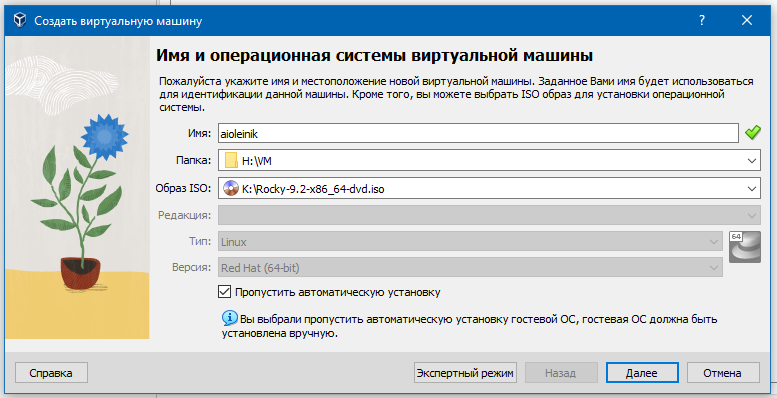 Создать виртуальную машину
Имя и операционная системы виртуальной машины
Пожалуйста укажите имя и местоположение новой виртуальной машины. Заданное Вами имя будет использоваться
для идентификации данной машины. Кроме того, вы можете выбрать ISO образ для установки операционной
системы.
Имя: aioleinik
Папка: H:\VM
Образ ISO: K:\Rocky-9.2-x86_64-dvd.iso
Редакция:
Тип: Linux
64
Версия: Red Hat (64-bit)
Пропустить автоматическую установку
Вы выбрали пропустить автоматическую установку гостевой ОС, гостевая ОС должна быть
установлена вручную.
Справка Экспертный режим Назад Далее Отмена